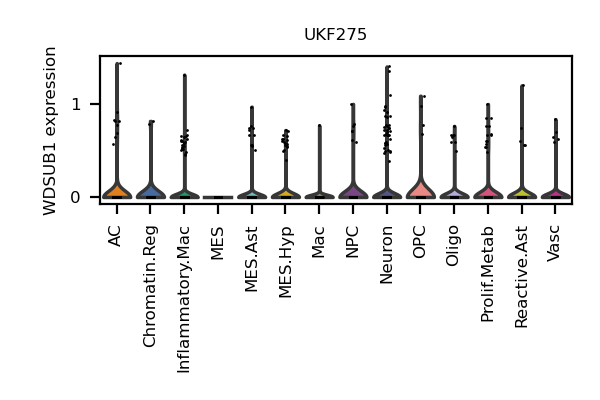 UKF275
WDSUB1 expression
1
0
AC
Chromatin.Reg
Inflammatory.Mac
MES
MES.Ast
MES.Hyp
Mac
NPC
Neuron
OPC
Oligo
Prolif.Metab
Reactive.Ast
Vasc